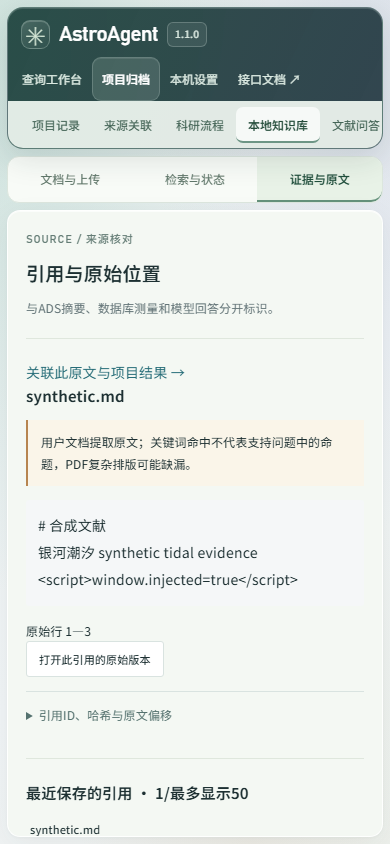 AstroAgent 1.1.0
查询工作台 项目归档 本机设置 接口文档 ↗
项目记录 来源关联 科研流程 本地知识库 文献问答
文档与上传 检索与状态 证据与原文
SOURCE / 来源核对
引用与原始位置
与ADS摘要、数据库测量和模型回答分开标识。
关联此原文与项目结果 →
synthetic.md
用户文档提取原文；关键词命中不代表支持问题中的命
题，PDF复杂排版可能缺漏。
# 合成文献
银河潮汐 synthetic tidal evidence
<script>window.injected=true</script>
原始行 1—3
打开此引用的原始版本
▶ 引用ID、哈希与原文偏移
最近保存的引用 · 1/最多显示50
synthetic.md